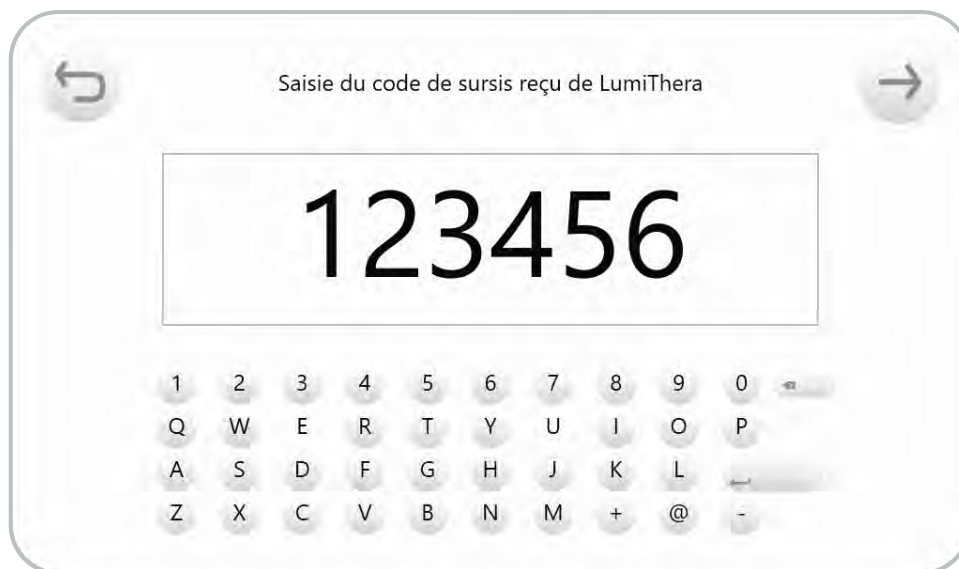 Saisie du code de sursis reçu de LumiThera
123456
1 2 3 4 5 6 7 8 9 0
Q W E R T Y U I O P
A S D F G H J K L
Z X C V B N M + @ -